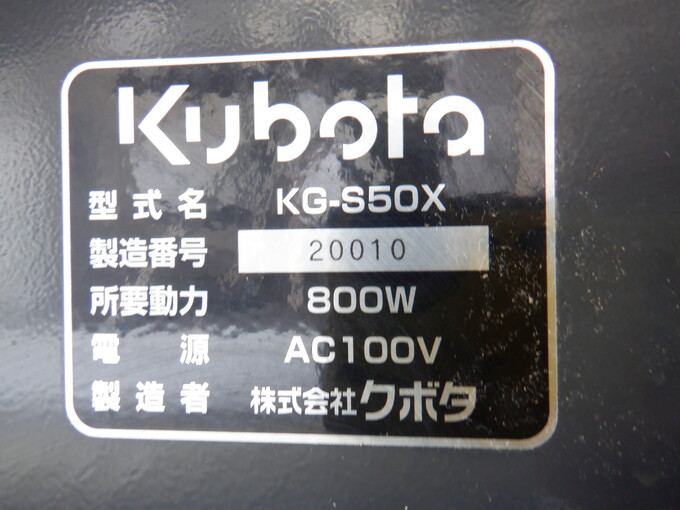 Kubota
型式名 KG-S50X
製造番号 20010
所要動力 800W
電源 AC100V
製造者 株式会社クボタ